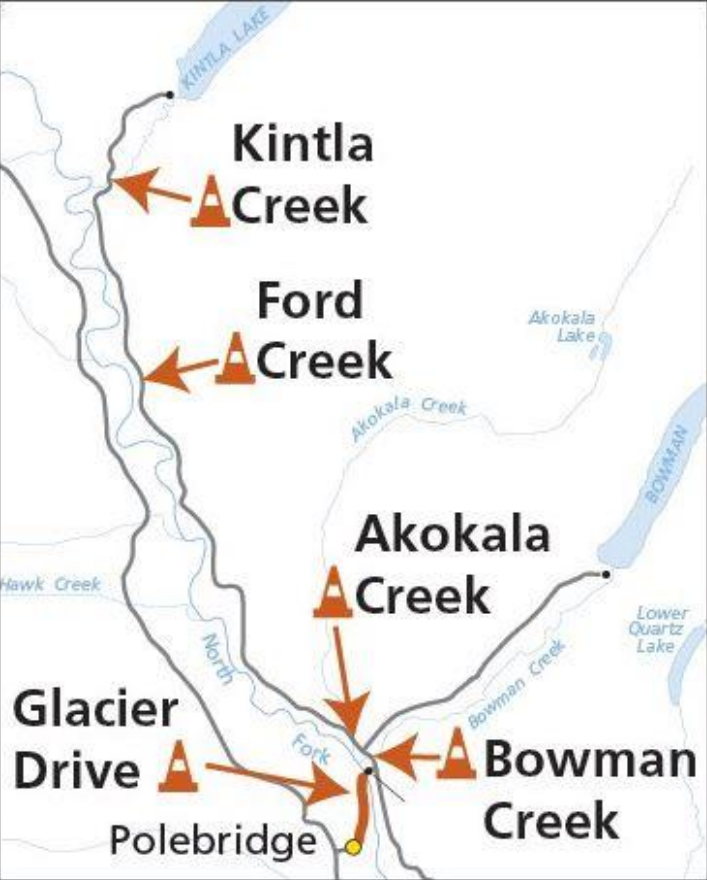 KINTLA LAKE
Kintla
Creek
Ford
Creek
Akokala
Lake
Akokala Creek
BOWMAN
Akokala
Creek
Hawk Creek
Lower
Quartz
Lake
North
Fork
Bowman Creek
Glacier
Drive
Bowman
Creek
Polebridge